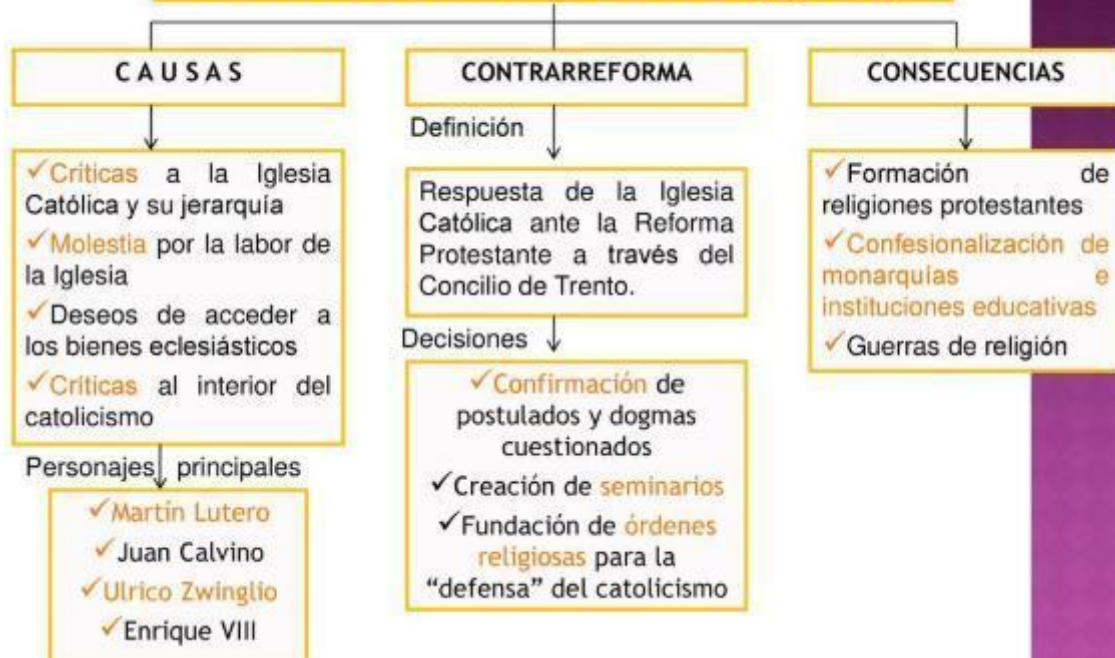 C A U S A S
✓Críticas a la Iglesia
Católica y su jerarquía
✓Molestia por la labor de
la Iglesia
✓Deseos de acceder a
los bienes eclesiásticos
✓Críticas al interior del
catolicismo
Personajes principales
✓Martín Lutero
✓Juan Calvino
✓Ulrico Zwinglio
✓Enrique VIII
CONTRARREFORMA
Definición
Respuesta de la Iglesia
Católica ante la Reforma
Protestante a través del
Concilio de Trento.
Decisiones
✓Confirmación de
postulados y dogmas
cuestionados
✓Creación de seminarios
✓Fundación de órdenes
religiosas para la
“defensa” del catolicismo
CONSECUENCIAS
✓Formación de
religiones protestantes
✓Confesionalización de
monarquías e
instituciones educativas
✓Guerras de religión